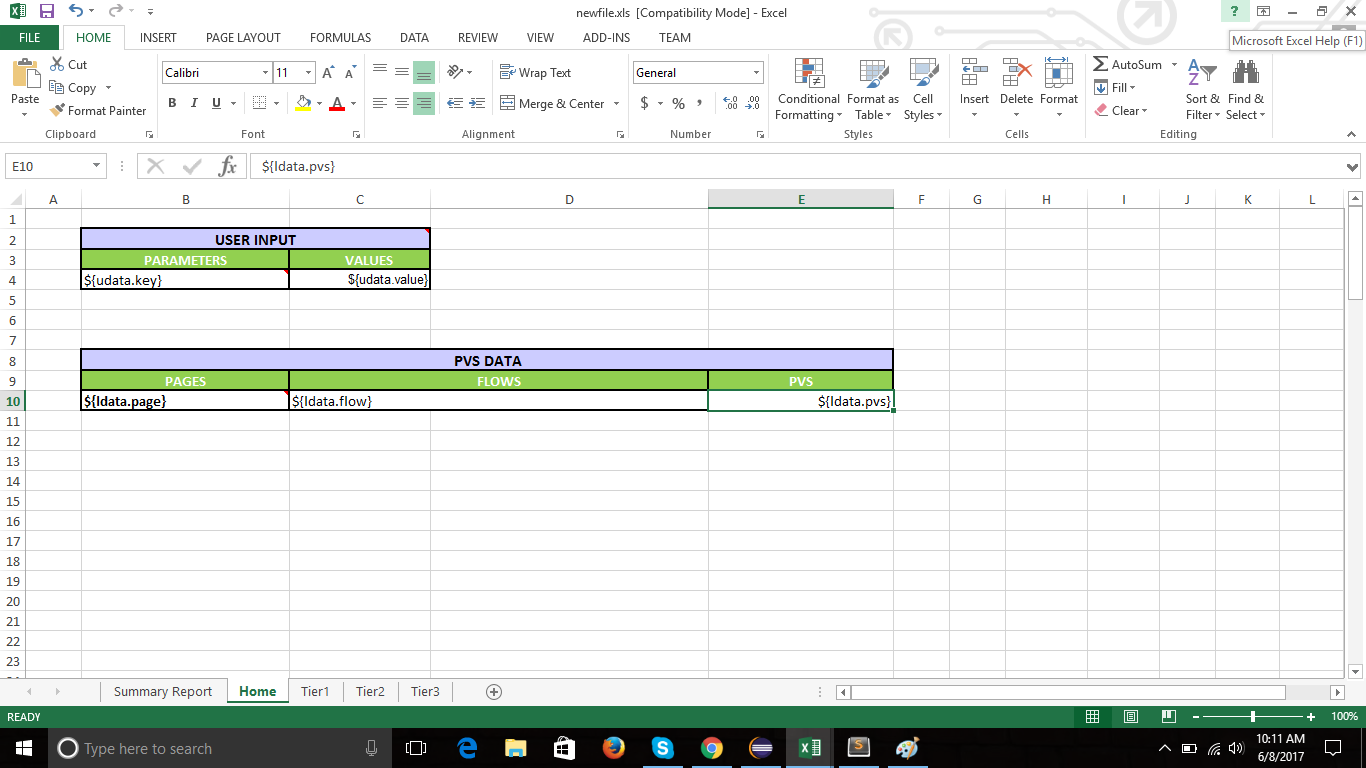 newfile.xls [Compatibility Mode] - Excel
?
FILE HOME INSERT PAGE LAYOUT FORMULAS DATA REVIEW VIEW ADD-INS TEAM
Microsoft Excel Help (F1)
Paste
Cut
Copy
Format Painter
Clipboard
Calibri 11
B I U
Font
Wrap Text
Merge & Center
Alignment
General
$ % ,
Number
Conditional Formatting
Format as Table
Cell Styles
Styles
Insert Delete Format
Cells
AutoSum
Fill
Clear
Sort & Filter
Find & Select
Editing
E10 fx ${ldata.pvs}
A B C D E F G H I J K L
1
2 USER INPUT
3 PARAMETERS VALUES
4 ${udata.key} ${udata.value}
5
6
7
8 PVS DATA
9 PAGES FLOWS PVS
10 ${ldata.page} ${ldata.flow} ${ldata.pvs}
11
12
13
14
15
16
17
18
19
20
21
22
23
Summary Report Home Tier1 Tier2 Tier3
READY 100%
Type here to search
10:11 AM
6/8/2017